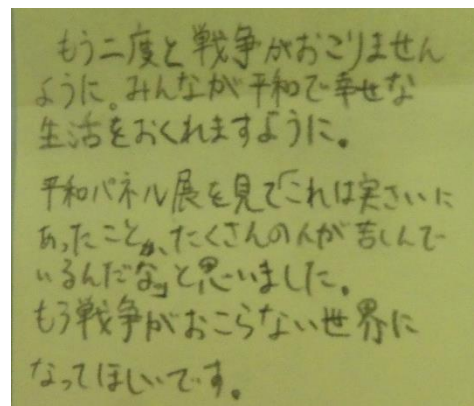 もう二度と戦争がおこりません
ように。みんなが平和で幸せな
生活をおくれますように。
平和パネル展を見て「これは実さいに
あったことか、たくさんの人が苦しんで
いるんだな」と思いました。
もう戦争がおこらない世界に
なってほしいです。